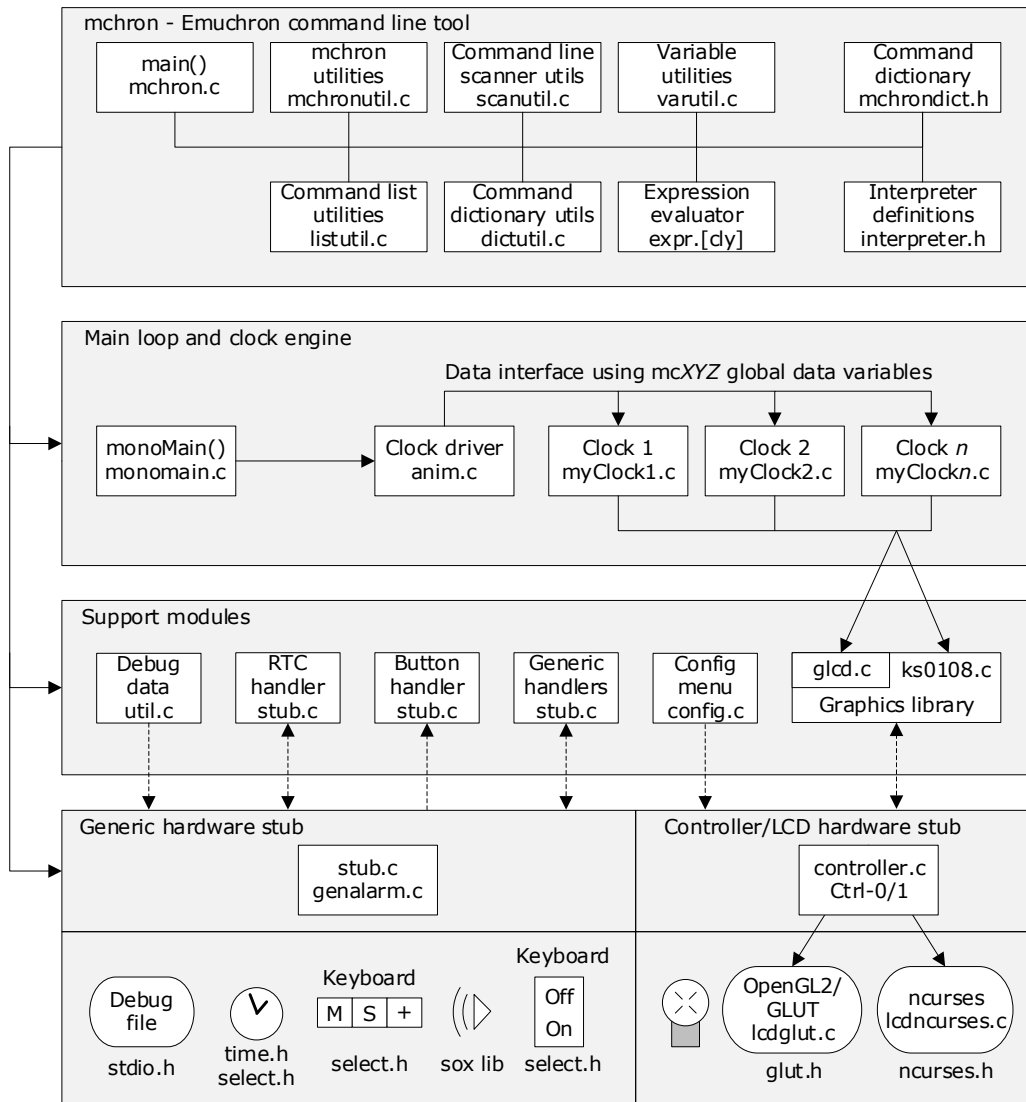 mchron - Emuchron command line tool
main()
mchron.c
mchron
utilities
mchronutil.c
Command line
scanner utils
scanutil.c
Variable
utilities
varutil.c
Command
dictionary
mchrondict.h
Command list
utilities
listutil.c
Command
dictionary utils
dictutil.c
Expression
evaluator
expr.[cly]
Interpreter
definitions
interpreter.h
Main loop and clock engine
Data interface using mcXYZ global data variables
monoMain()
monomain.c
Clock driver
anim.c
Clock 1
myClock1.c
Clock 2
myClock2.c
Clock n
myClockn.c
Support modules
Debug
data
util.c
RTC
handler
stub.c
Button
handler
stub.c
Generic
handlers
stub.c
Config
menu
config.c
glcd.c
ks0108.c
Graphics library
Generic hardware stub
stub.c
genalarm.c
Controller/LCD hardware stub
controller.c
Ctrl-0/1
Debug
file
stdio.h
time.h
select.h
Keyboard
M S +
select.h
sox lib
Keyboard
Off
On
select.h
OpenGL2/
GLUT
lcdglut.c
glut.h
ncurses
lcdncurses.c
ncurses.h